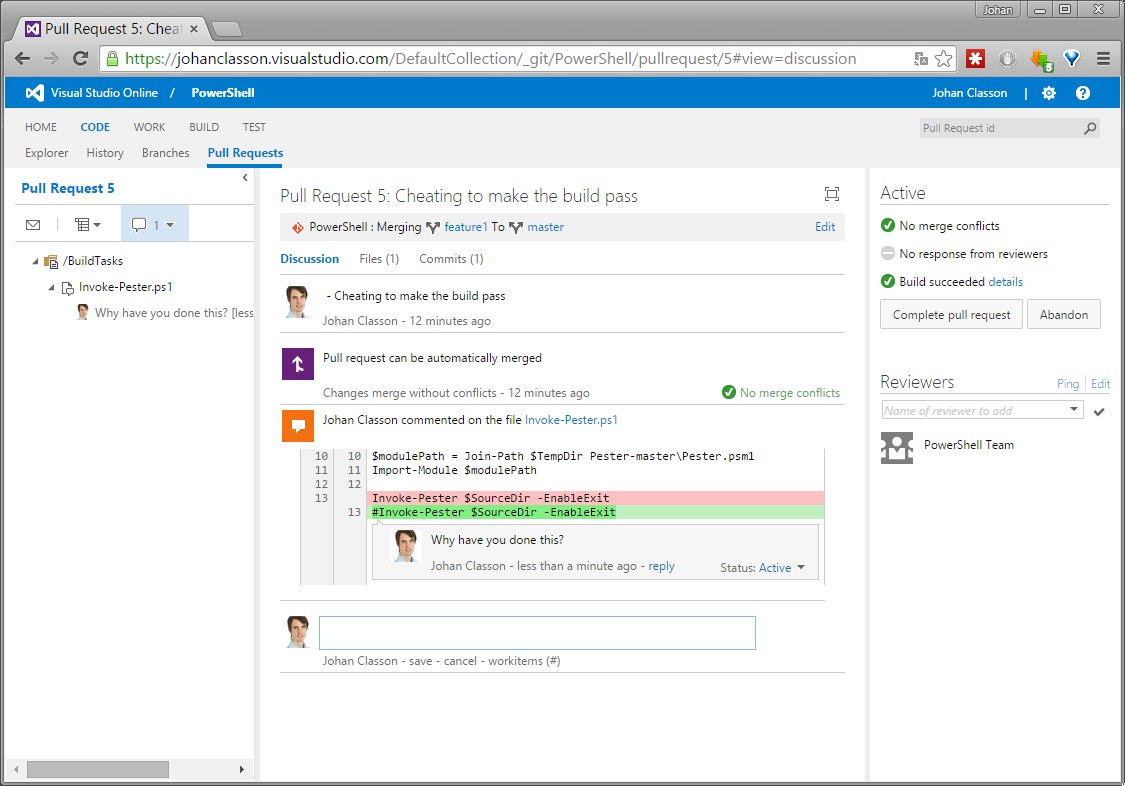 Johan
Pull Request 5: Cheat
https://johanclasson.visualstudio.com/DefaultCollection/_git/PowerShell/pullrequest/5#view=discussion
5
Visual Studio Online / PowerShell
Johan Classon |
HOME CODE WORK BUILD TEST
Pull Request id
Explorer History Branches Pull Requests
Pull Request 5
1
/BuildTasks
Invoke-Pester.ps1
Why have you done this? [less
Pull Request 5: Cheating to make the build pass
PowerShell : Merging feature1 To master
Edit
Discussion Files (1) Commits (1)
- Cheating to make the build pass
Johan Classon - 12 minutes ago
Pull request can be automatically merged
Changes merge without conflicts - 12 minutes ago
No merge conflicts
Johan Classon commented on the file Invoke-Pester.ps1
10 10 $modulePath = Join-Path $TempDir Pester-master\Pester.psm1
11 11 Import-Module $modulePath
12 12
13 Invoke-Pester $SourceDir -EnableExit
13 #Invoke-Pester $SourceDir -EnableExit
Why have you done this?
Johan Classon - less than a minute ago - reply
Status: Active
Johan Classon - save - cancel - workitems (#)
Active
No merge conflicts
No response from reviewers
Build succeeded details
Complete pull request Abandon
Reviewers Ping | Edit
Name of reviewer to add
PowerShell Team